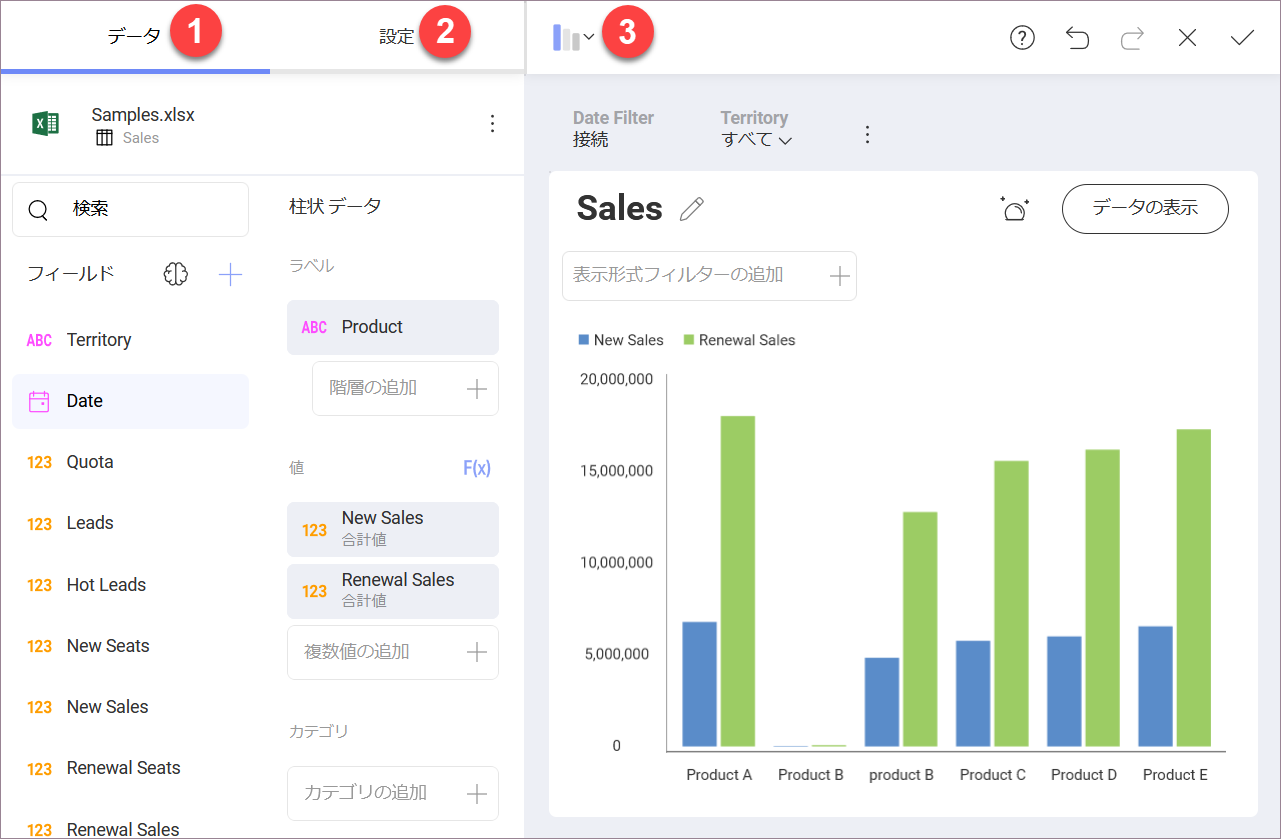 データ 1
設定 2
3
Samples.xlsx
Sales
検索
フィールド
ABC Territory
Date
123 Quota
123 Leads
123 Hot Leads
123 New Seats
123 New Sales
123 Renewal Seats
123 Renewal Sales
柱状 データ
ラベル
ABC Product
階層の追加
値 F(x)
123 New Sales
合計値
123 Renewal Sales
合計値
複数値の追加
カテゴリ
カテゴリの追加
Date Filter
接続
Territory
すべて
Sales
データの表示
表示形式フィルターの追加
New Sales Renewal Sales
20,000,000
15,000,000
10,000,000
5,000,000
0
Product A Product B product B Product C Product D Product E